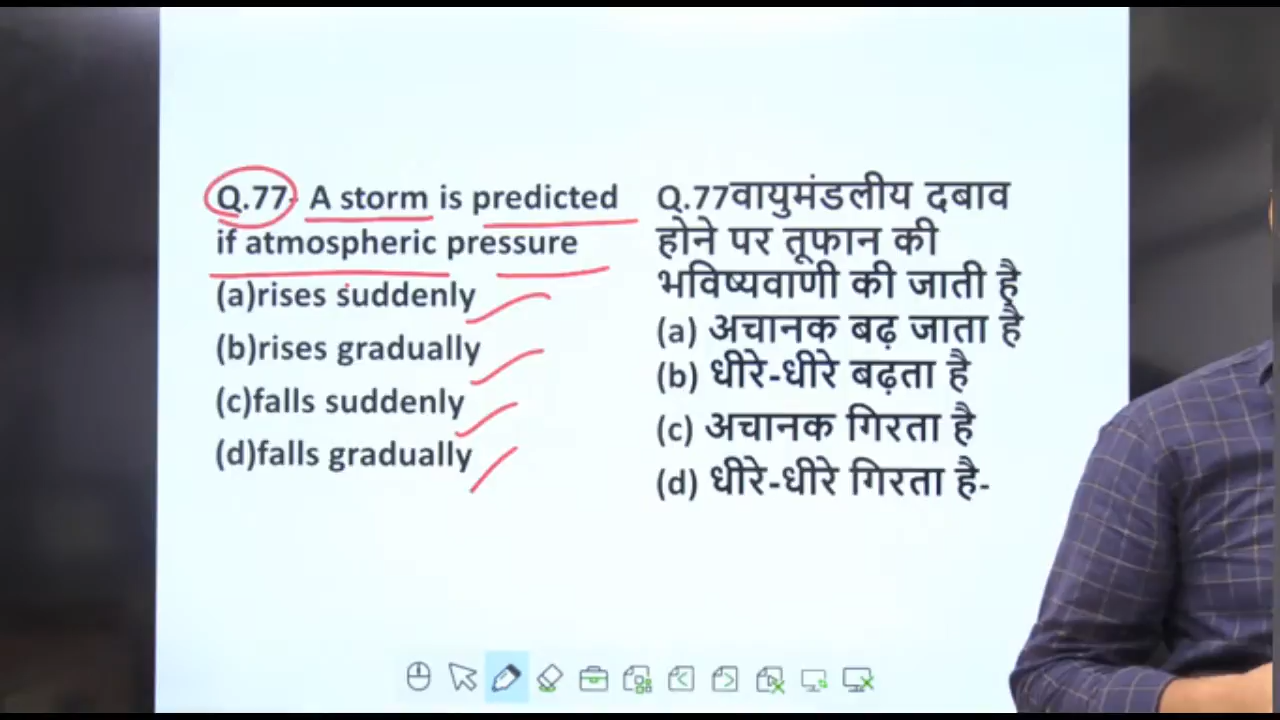 Q.77- A storm is predicted
if atmospheric pressure
(a)rises suddenly
(b)rises gradually
(c)falls suddenly
(d)falls gradually
Q.77वायुमंडलीय दबाव
होने पर तूफान की
भविष्यवाणी की जाती है
(a) अचानक बढ़ जाता है
(b) धीरे-धीरे बढ़ता है
(c) अचानक गिरता है
(d) धीरे-धीरे गिरता है-